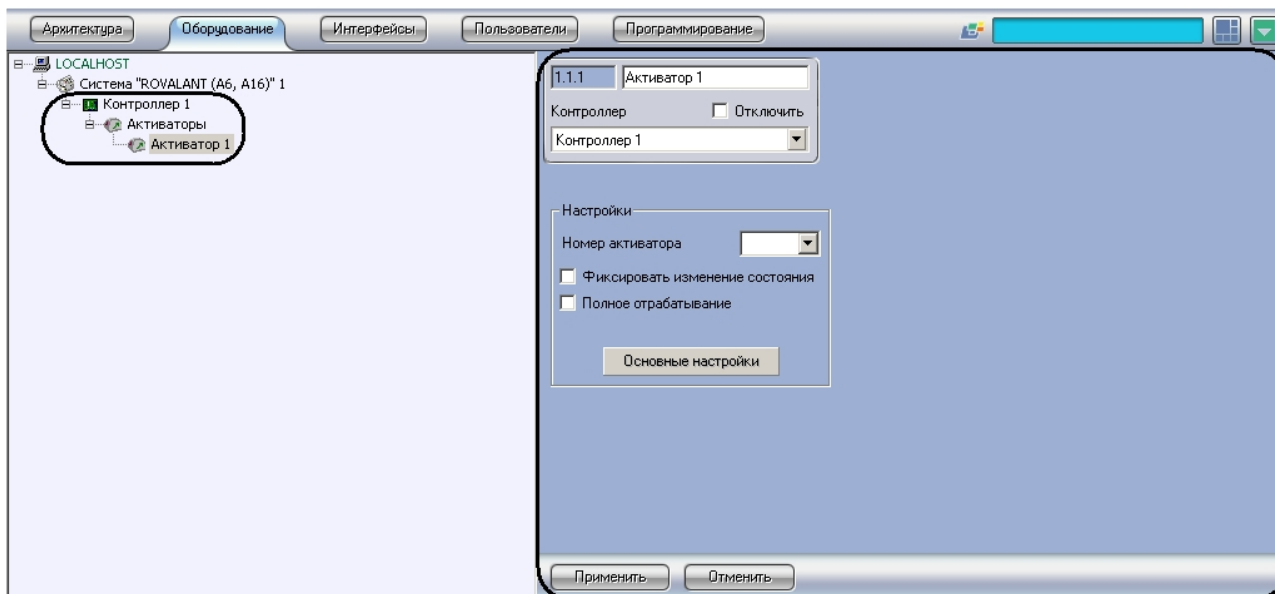 Архитектура Оборудование Интерфейсы Пользователи Программирование
LOCALHOST
Система "ROVALANT (A6, A16)" 1
Контроллер 1
Активаторы
Активатор 1
1.1.1 Активатор 1
Контроллер Отключить
Контроллер 1
Настройки
Номер активатора
Фиксировать изменение состояния
Полное отрабатывание
Основные настройки
Применить Отменить